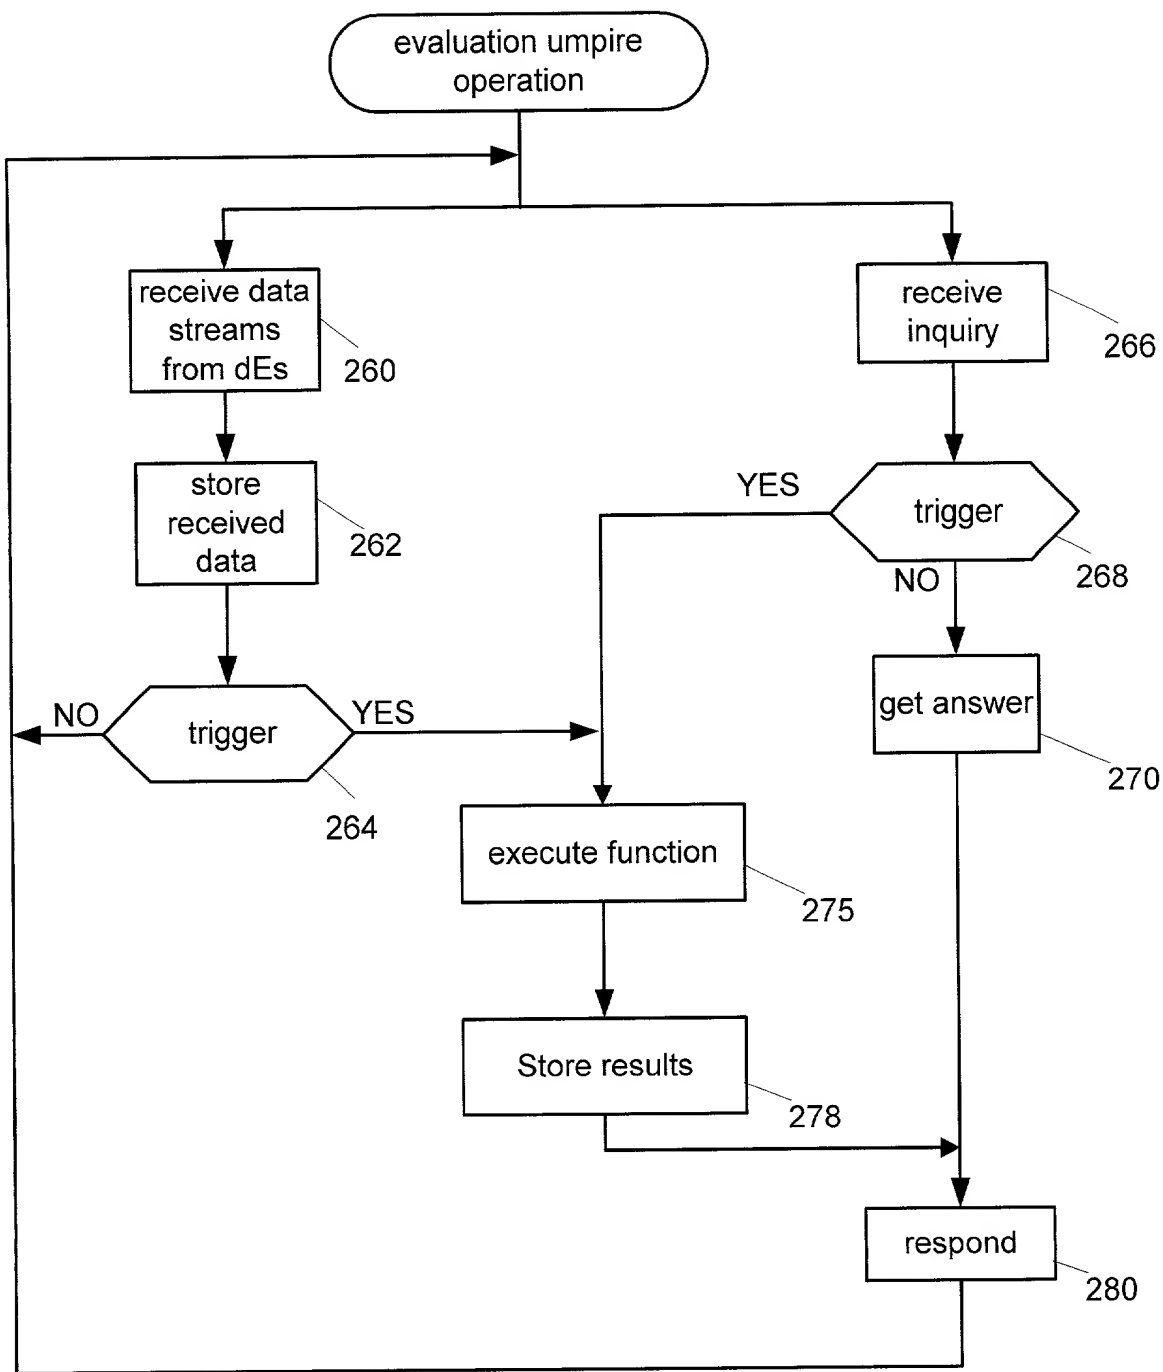 evaluation umpire
operation
receive data
streams
from dEs
260
receive
inquiry
266
store
received
data
262
YES
trigger
268
NO
NO
trigger
YES
264
get answer
270
execute function
275
Store results
278
respond
280